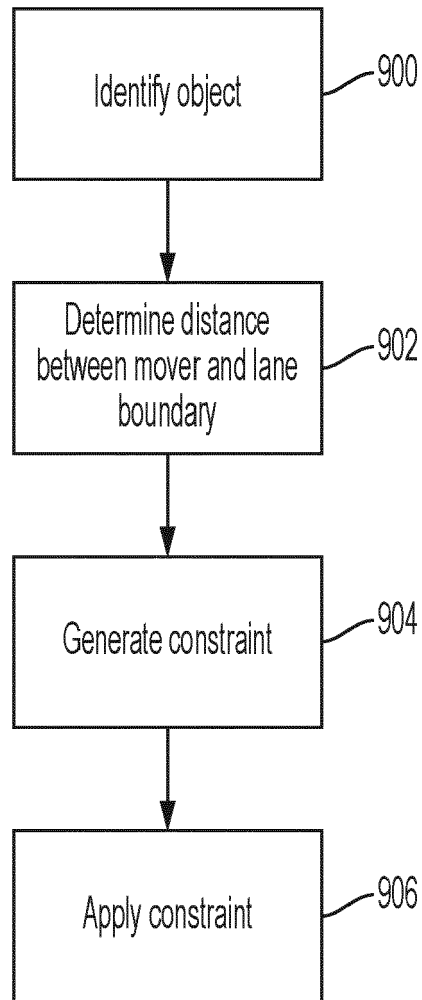 Identify object
900
Determine distance
between mover and lane
boundary
902
Generate constraint
904
Apply constraint
906